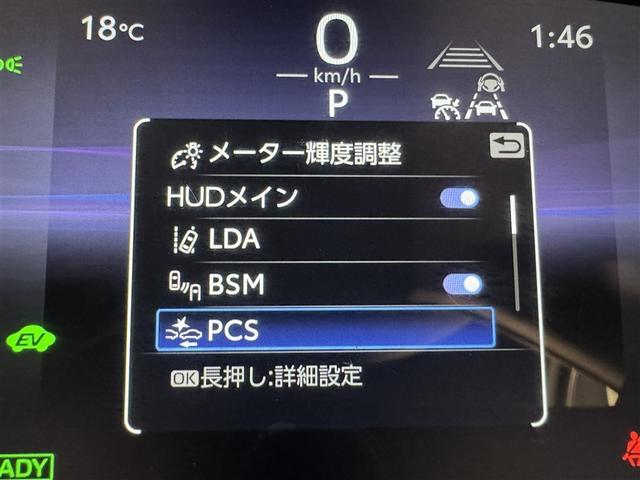 18℃
0
km/h
P
1:46
メーター輝度調整
HUDメイン
LDA
BSM
PCS
OK長押し:詳細設定
EV
EADY